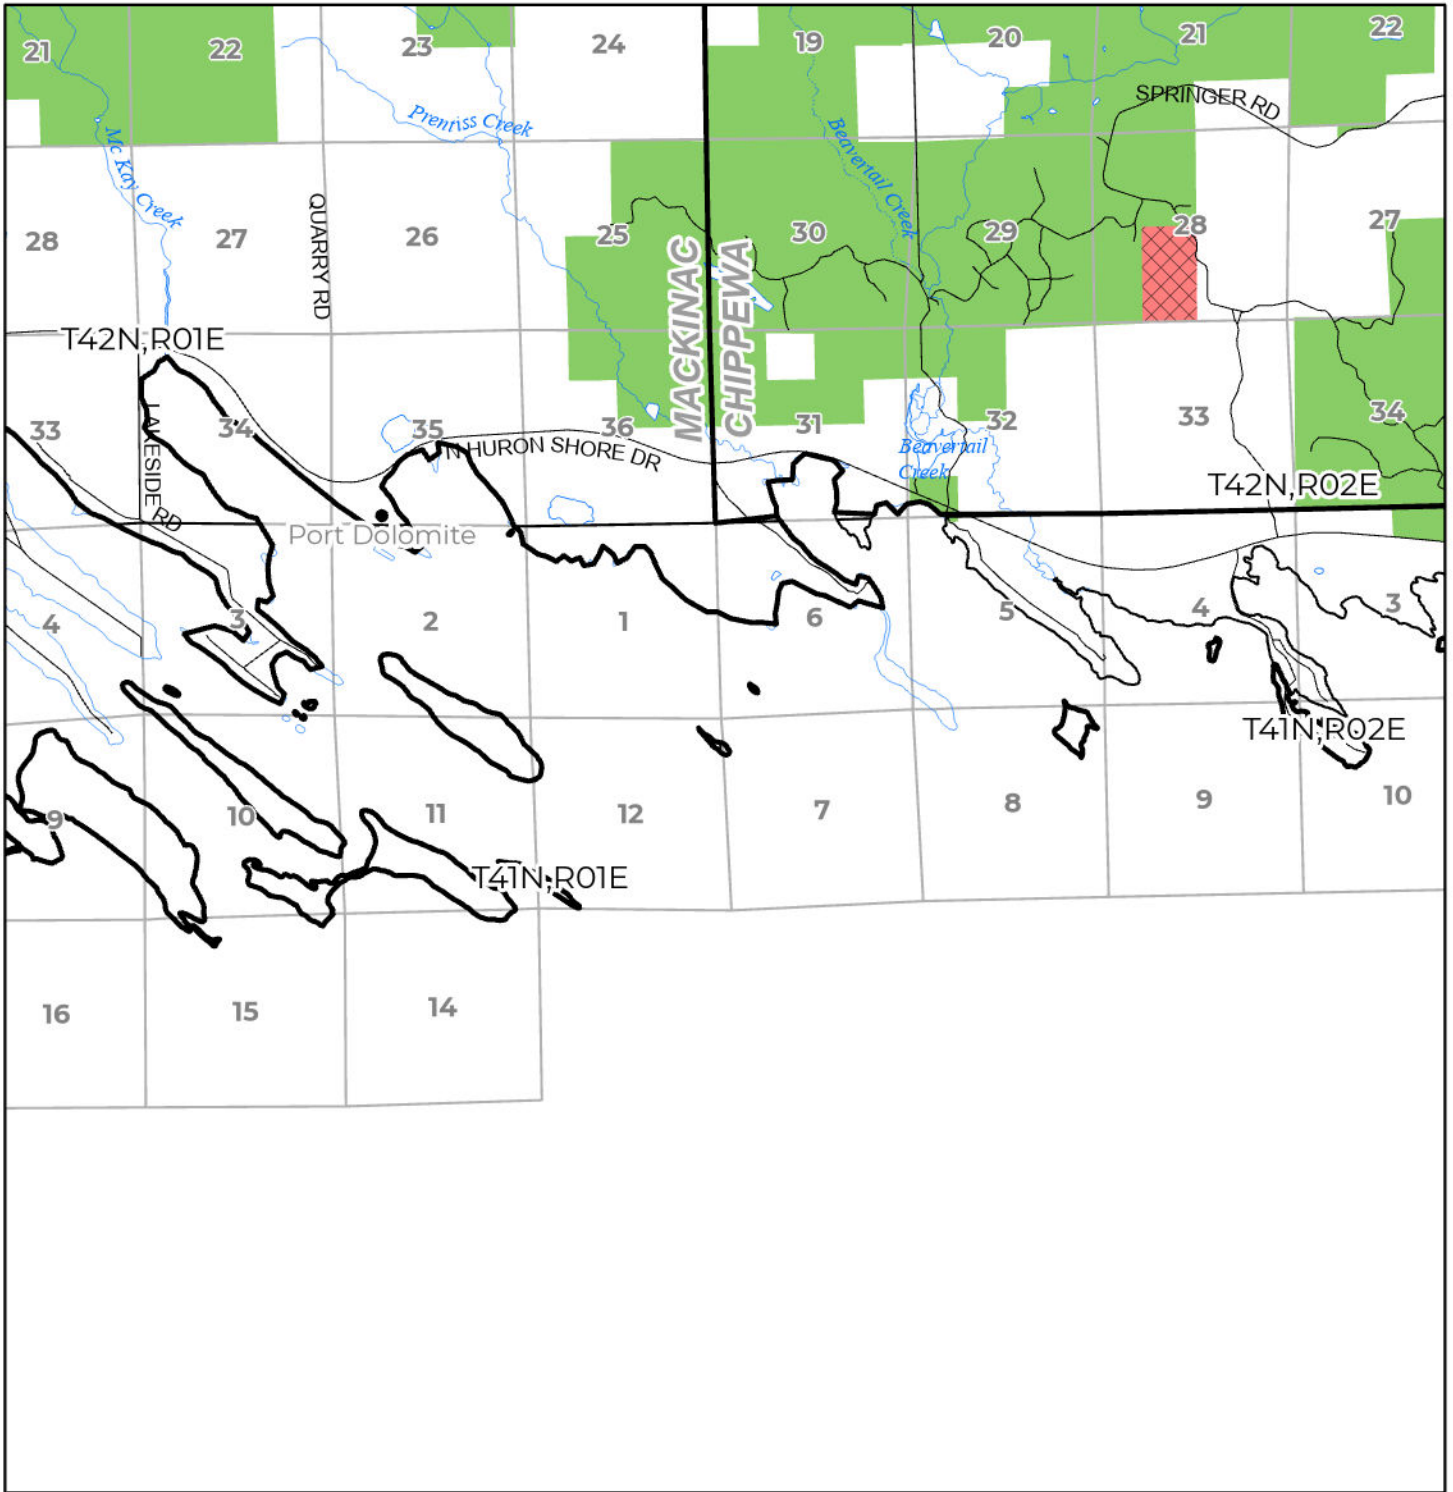 21
22
23
24
19
20
21
22
SPRINGER RD
Prentiss Creek
Mc Kay Creek
Beavertail Creek
28
27
QUARRY RD
26
25
MACKINAC
CHIPPEWA
30
29
28
27
T42N,R01E
33
LAKESIDE RD
34
35
N HURON SHORE DR
36
31
Beavertail
Creek
32
33
34
T42N,R02E
Port Dolomite
4
3
2
1
6
5
4
3
T41N,R02E
9
10
11
12
7
8
9
10
T41N,R01E
16
15
14